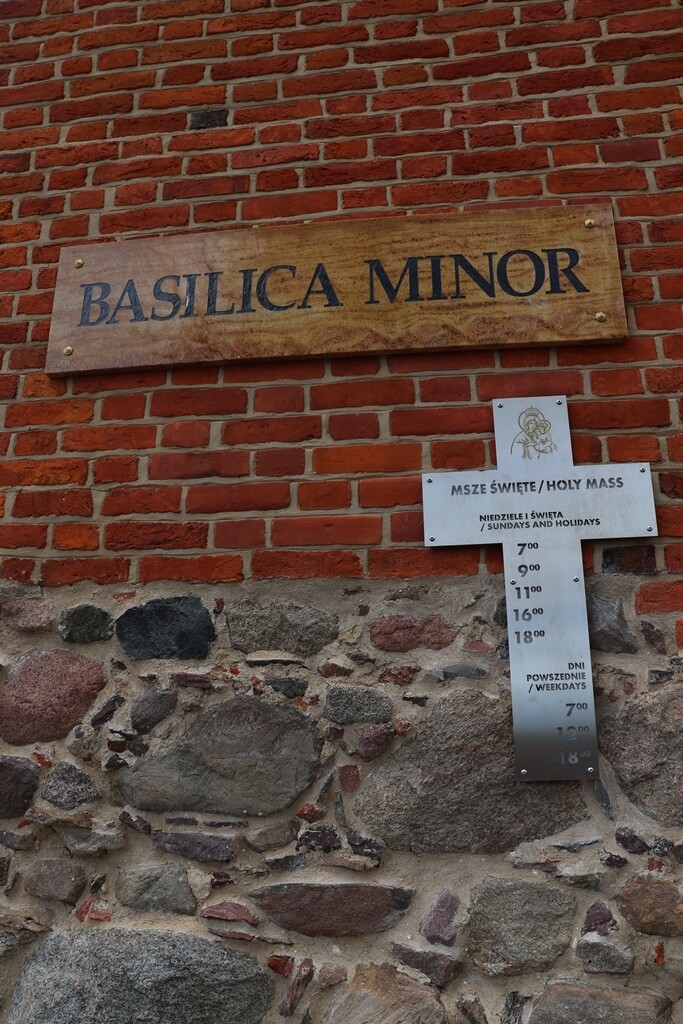 BASILICA MINOR
MSZE ŚWIĘTE / HOLY MASS
NIEDZIELE I ŚWIĘTA
/ SUNDAYS AND HOLIDAYS
7⁰⁰
9⁰⁰
11⁰⁰
16⁰⁰
18⁰⁰
DNI
POWSZEDNIE
/ WEEKDAYS
7⁰⁰
18⁰⁰